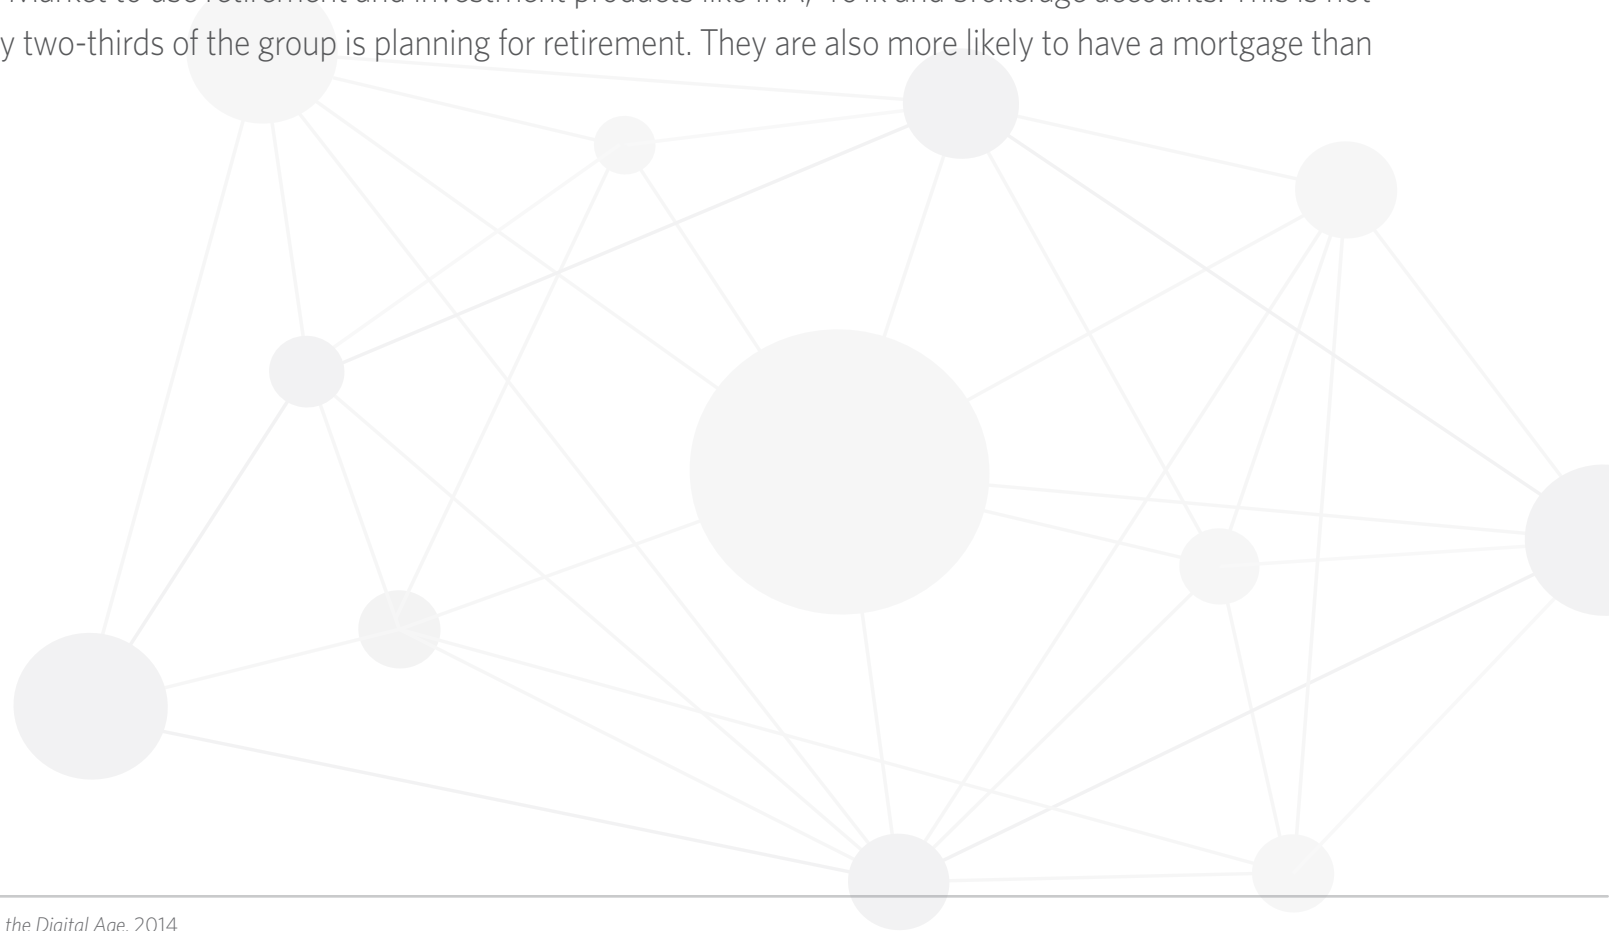 Market to use retirement and investment products like IRA, 401k and brokerage accounts. This is not
y two-thirds of the group is planning for retirement. They are also more likely to have a mortgage than
the Digital Age, 2014